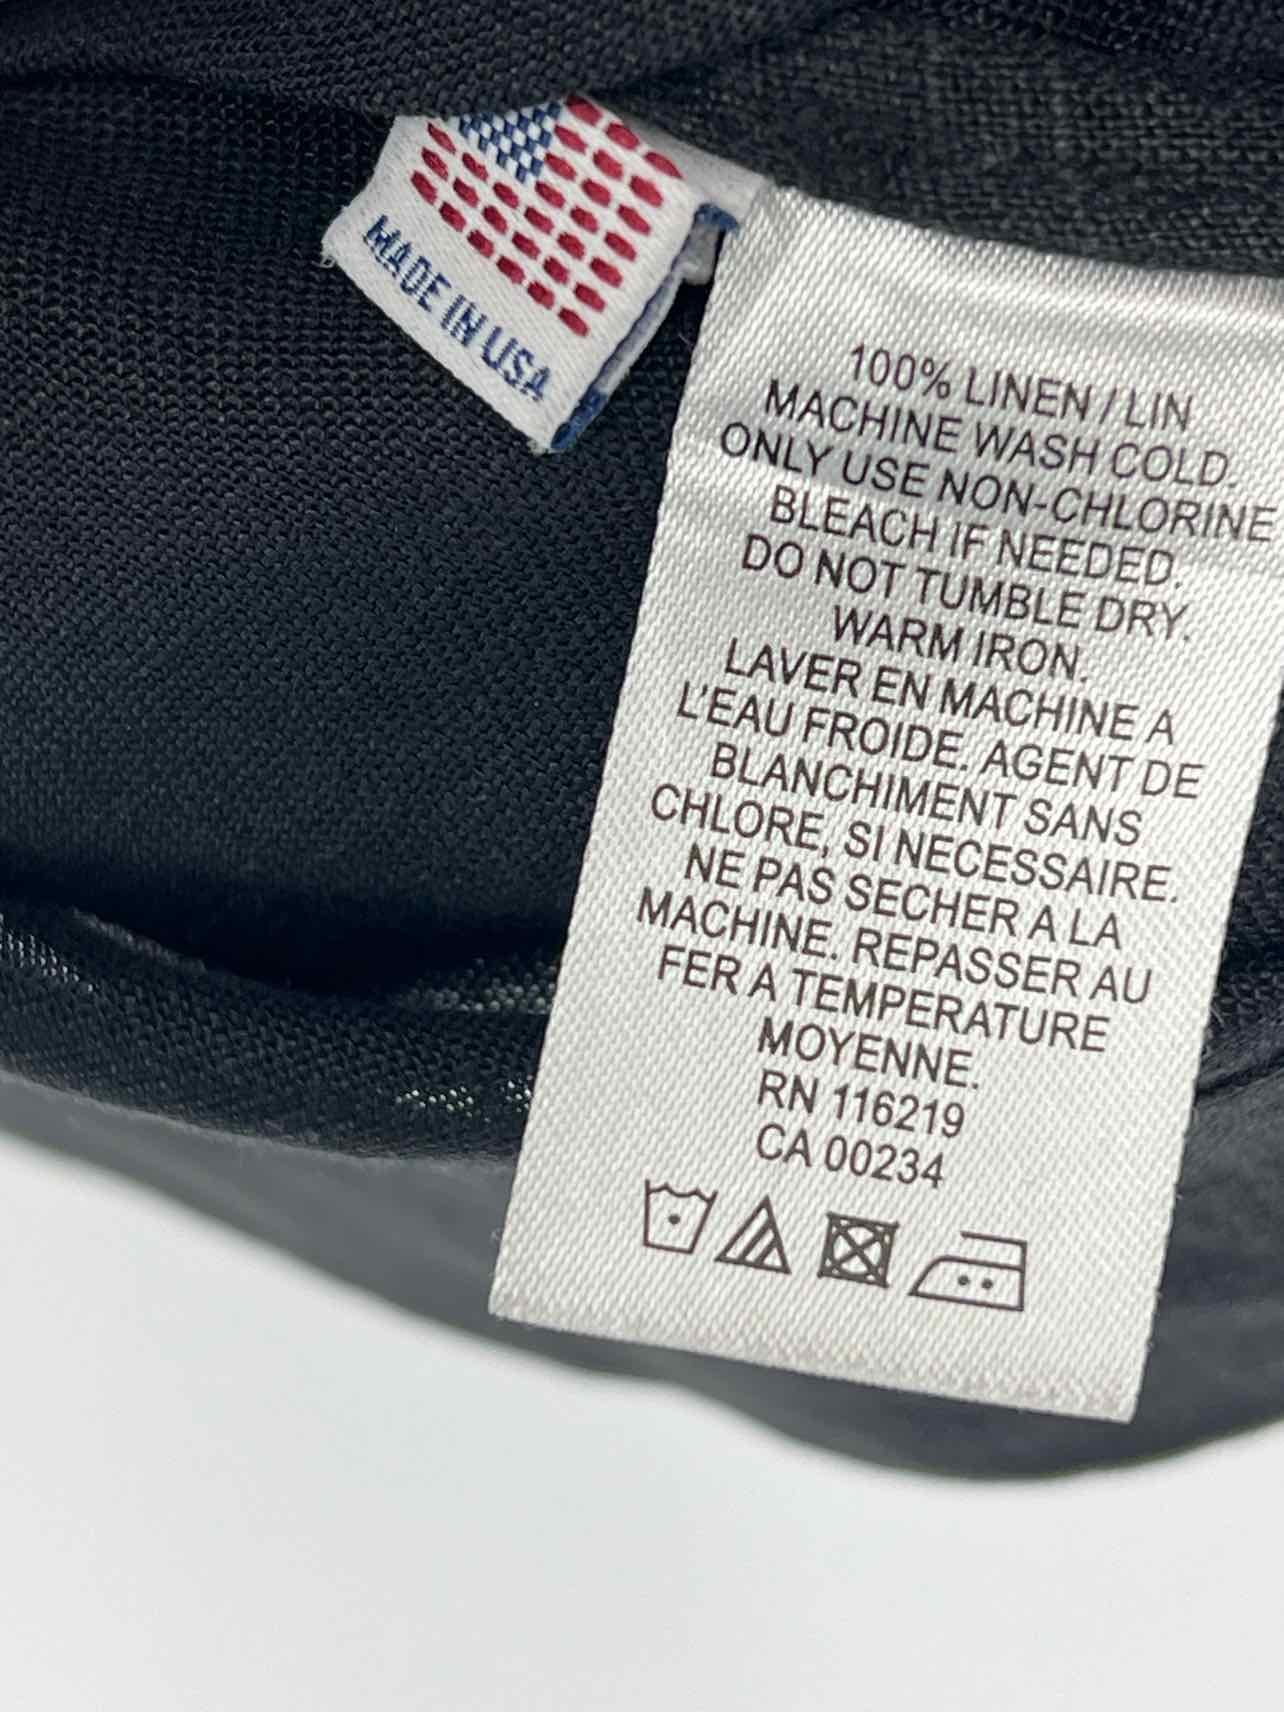 MADE IN USA
100% LINEN / LIN
MACHINE WASH COLD.
ONLY USE NON-CHLORINE
BLEACH IF NEEDED.
DO NOT TUMBLE DRY.
WARM IRON.
LAVER EN MACHINE A
L'EAU FROIDE. AGENT DE
BLANCHIMENT SANS
CHLORE, SI NECESSAIRE.
NE PAS SECHER A LA
MACHINE. REPASSER AU
FER A TEMPERATURE
MOYENNE.
RN 116219
CA 00234